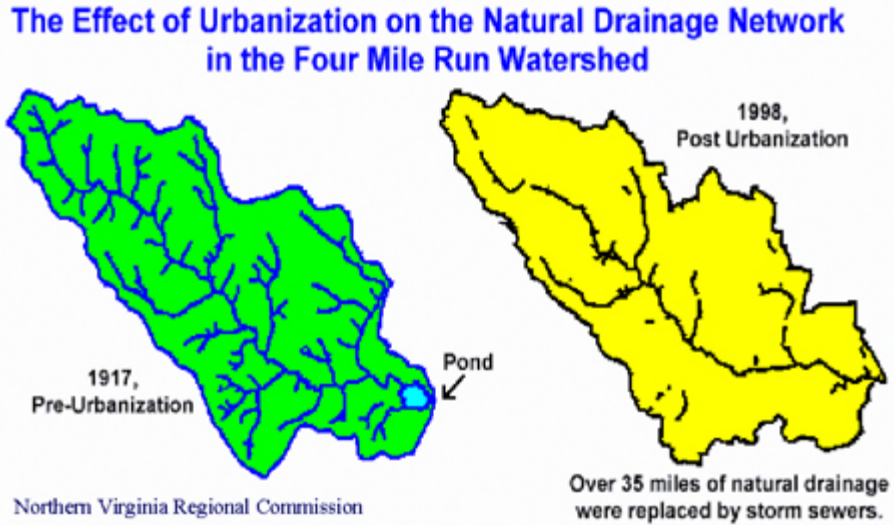 The Effect of Urbanization on the Natural Drainage Network
in the Four Mile Run Watershed
1998,
Post Urbanization
Pond
1917,
Pre-Urbanization
Over 35 miles of natural drainage
were replaced by storm sewers.
Northern Virginia Regional Commission